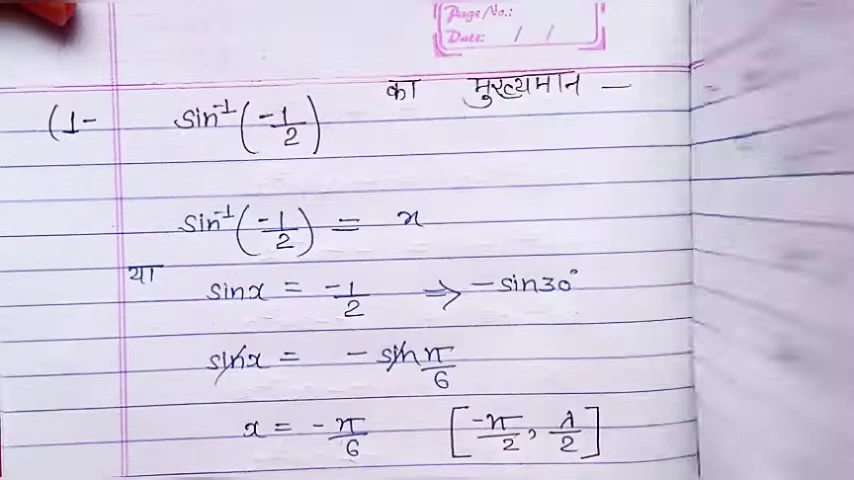 Page No.:
Date: / /
(1- sin⁻¹(-1/2) का मुख्यमान —
sin⁻¹(-1/2) = x
या
sinx = -1/2 ⇒ -sin30°
sinx = - sin π/6
x = -π/6 [-π/2, π/2]